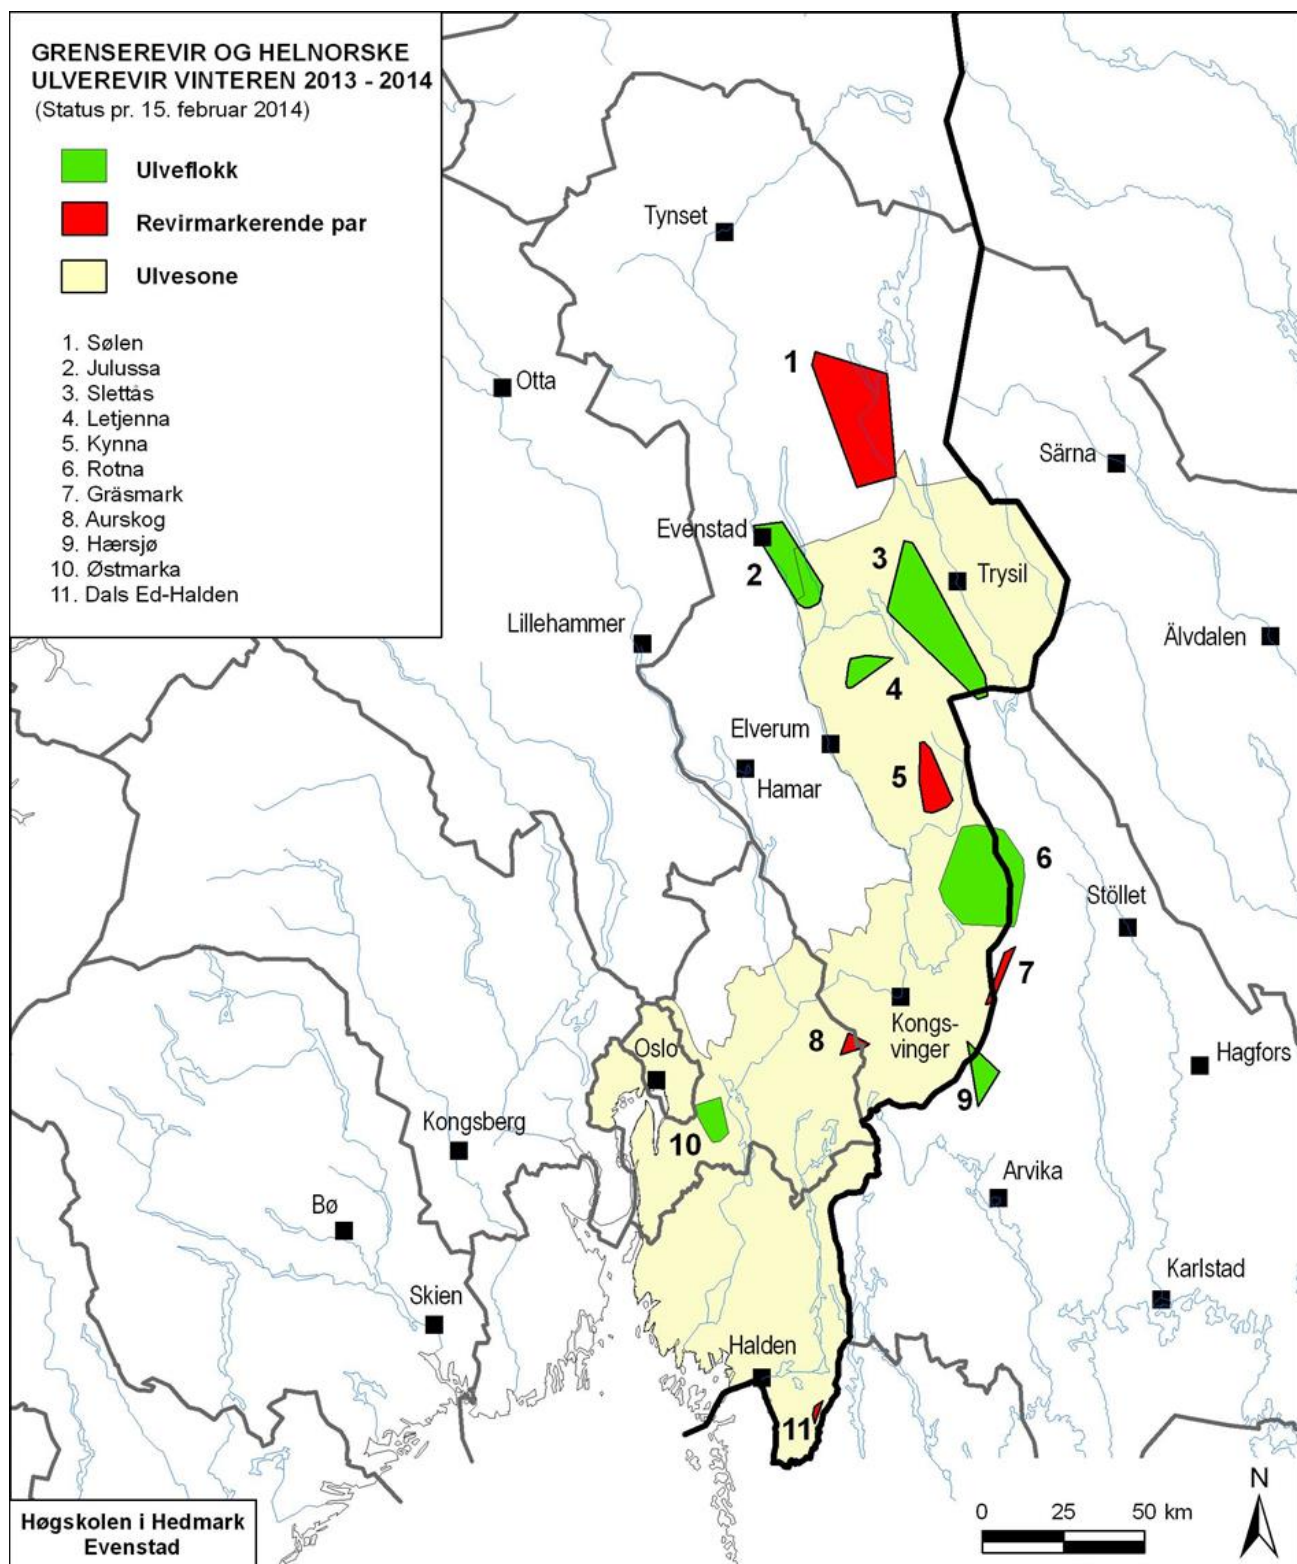 GRENSEREVIR OG HELNORSKE
ULVEREVIR VINTEREN 2013 - 2014
(Status pr. 15. februar 2014)
Ulveflokk
Revirmarkerende par
Ulvesone
1. Sølen
2. Julussa
3. Slettås
4. Letjenna
5. Kynna
6. Rotna
7. Gräsmark
8. Aurskog
9. Hærsjø
10. Østmarka
11. Dals Ed-Halden
Tynset
1
Otta
Särna
Evenstad
2
3
Trysil
Lillehammer
Älvdalen
4
Elverum
Hamar
5
6
Stöllet
7
Kongs-
vinger
8
Oslo
Hagfors
9
10
Kongsberg
Arvika
Bø
Karlstad
Skien
Halden
11
N
0 25 50 km
Høgskolen i Hedmark
Evenstad